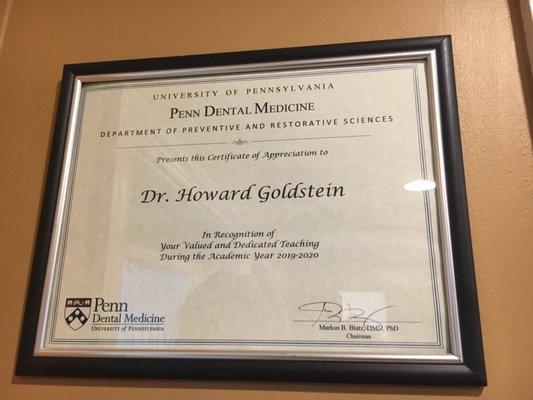 UNIVERSITY OF PENNSYLVANIA
PENN DENTAL MEDICINE
DEPARTMENT OF PREVENTIVE AND RESTORATIVE SCIENCES
Presents this Certificate of Appreciation to
Dr. Howard Goldstein
In Recognition of
Your Valued and Dedicated Teaching
During the Academic Year 2019-2020
Penn
Dental Medicine
UNIVERSITY OF PENNSYLVANIA
Markus B. Blatz, DMD, PhD
Chairman